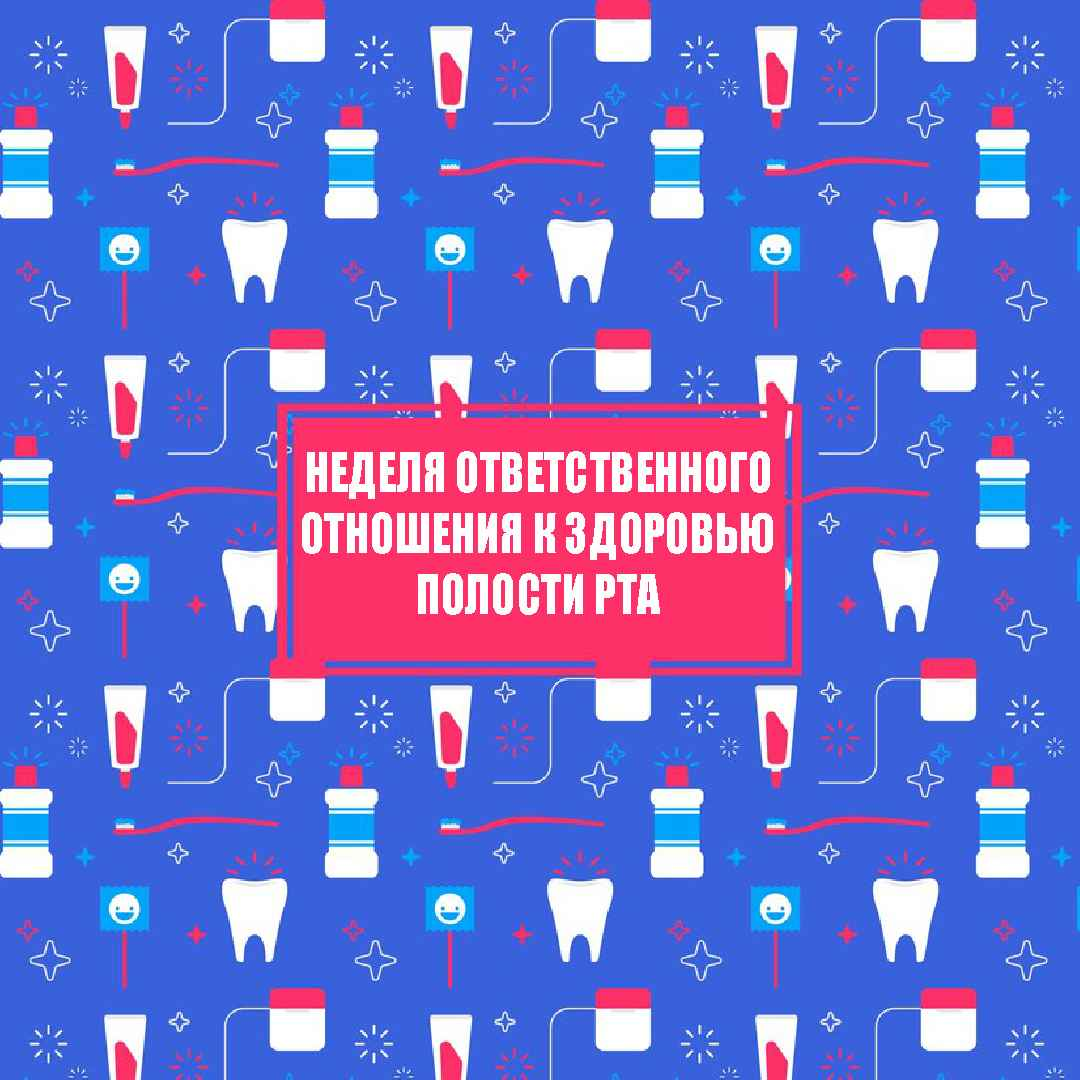 НЕДЕЛЯ ОТВЕТСТВЕННОГО
ОТНОШЕНИЯ К ЗДОРОВЬЮ
ПОЛОСТИ РТА